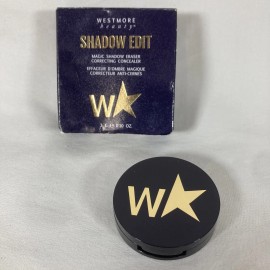 WESTMORE
beauty
SHADOW EDIT
MAGIC SHADOW ERASER
CORRECTING CONCEALER
EFFACEUR D'OMBRE MAGIQUE
CORRECTEUR ANTI-CERNES
W
W